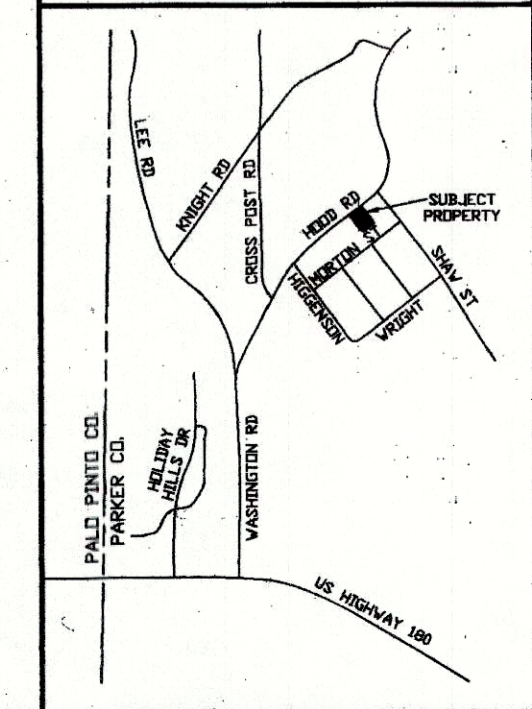 LEE RD
KNIGHT RD
CROSS POST RD
HOOD RD
SUBJECT
PROPERTY
MORTON ST
HIGGENSON
SHAW ST
WRIGHT
PALO PINTO CO.
PARKER CO.
HOLIDAY
HILLS DR
WASHINGTON RD
US HIGHWAY 180